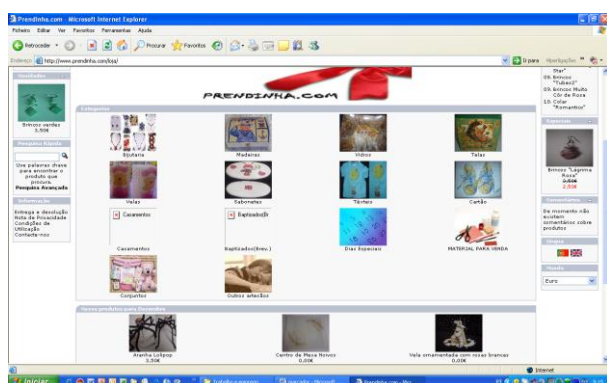 Prendinha.com - Microsoft Internet Explorer
Ficheiro Editar Ver Favoritos Ferramentas Ajuda
Retroceder Procurar Favoritos
Endereço http://www.prendinha.com/loja/ Ir para Hiperligações
PRENDINHA.COM
Novidades
Brincos verdes
3.50€
Pesquisa Rápida
Use palavras chave
para encontrar o
produto que
procura.
Pesquisa Avançada
Informação
Entrega e devolução
Nota de Privacidade
Condições de
Utilização
Contacte-nos
Categorias
Bijutaria
Madeiras
Vidros
Telas
Velas
Sabonetes
Têxteis
Cartão
Casamentos
Casamentos
Baptizados(Br
Baptizados(Brev.)
Dias Especiais
MATERIAL PARA VENDA
Conjuntos
Outros artesãos
Novos produtos para Dezembro
Aranha Lolipop
3.50€
Centro de Mesa Noivos
0.00€
Vela ornamentada com rosas brancas
0.00€
Star"
08. Brincos
"Tubeci"
09. Brincos Muito
Côr de Rosa
10. Colar
"Romantico"
Especiais
Brincos "Lágrima
Rosa"
2.50€
Comentários
De momento não
existem
comentários sobre
produtos
Língua
Moeda
Euro
Internet
Iniciar